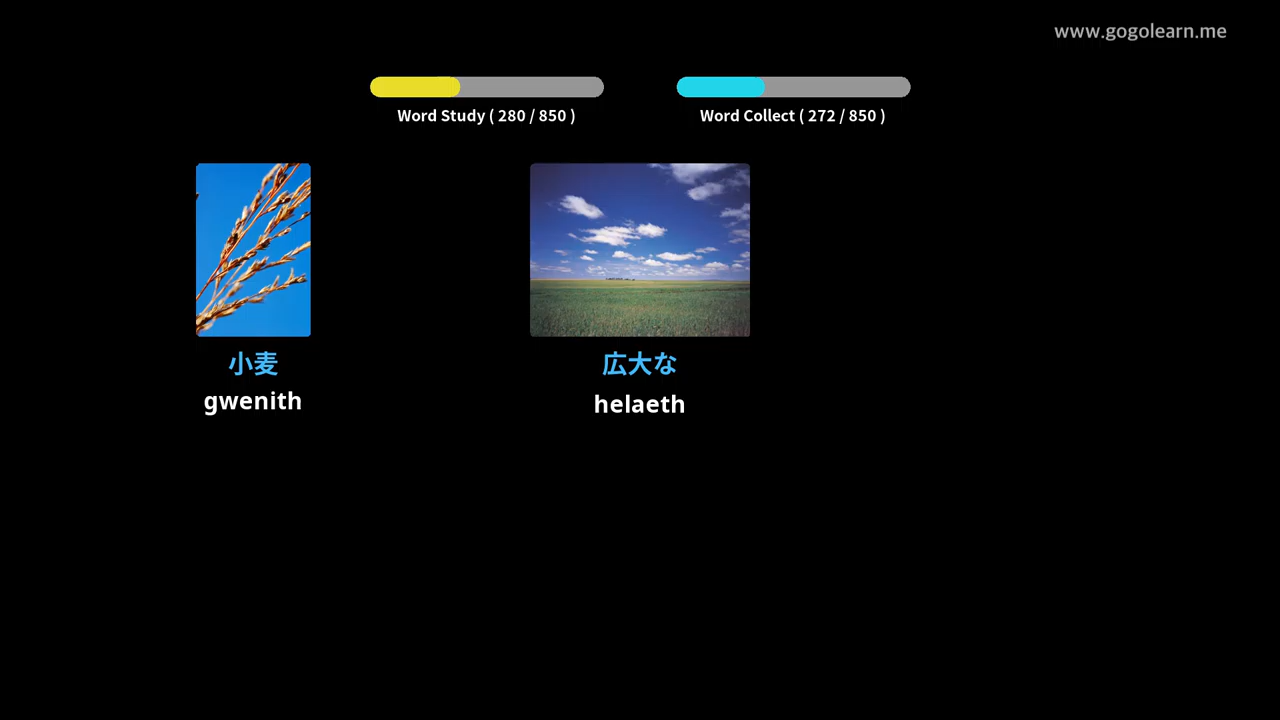 www.gogolearn.me
Word Study ( 280 / 850 )
Word Collect ( 272 / 850 )
小麦
gwenith
広大な
helaeth